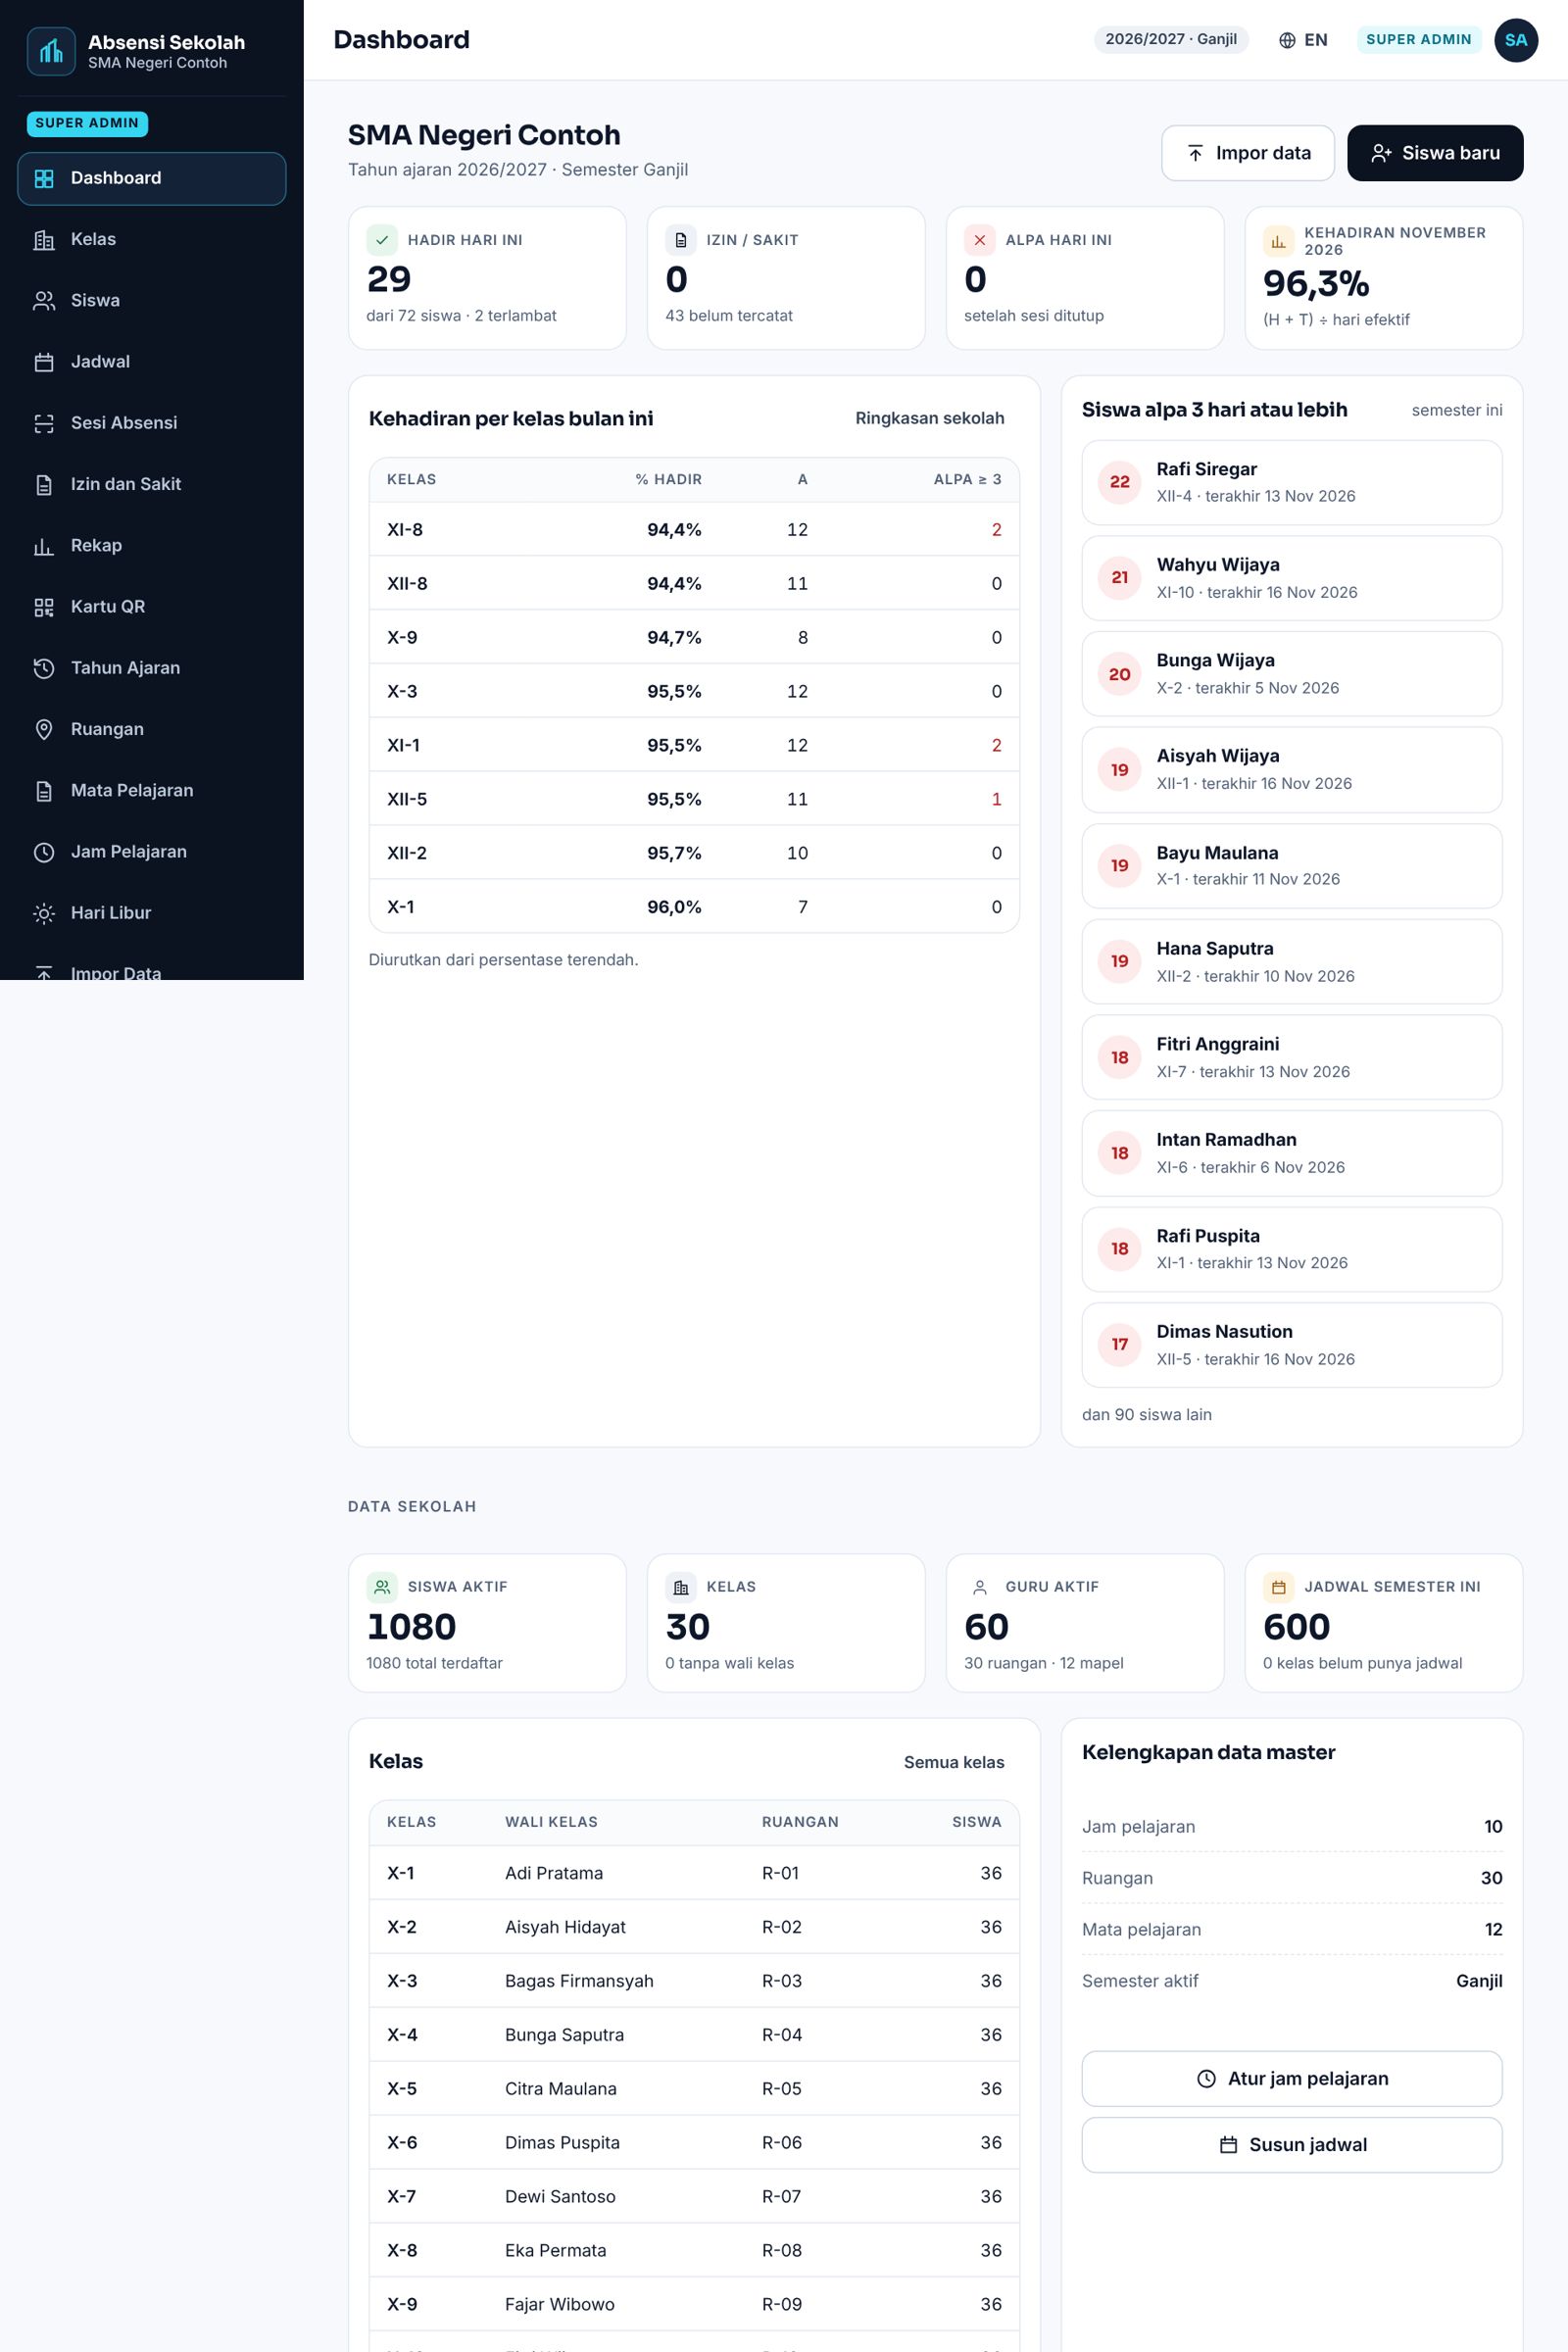 Absensi Sekolah
SMA Negeri Contoh
SUPER ADMIN
Dashboard
Kelas
Siswa
Jadwal
Sesi Absensi
Izin dan Sakit
Rekap
Kartu QR
Tahun Ajaran
Ruangan
Mata Pelajaran
Jam Pelajaran
Hari Libur
Impor Data
Dashboard
2026/2027 · Ganjil
EN
SUPER ADMIN
SA
SMA Negeri Contoh
Tahun ajaran 2026/2027 · Semester Ganjil
Impor data
Siswa baru
HADIR HARI INI
29
dari 72 siswa · 2 terlambat
IZIN / SAKIT
0
43 belum tercatat
ALPA HARI INI
0
setelah sesi ditutup
KEHADIRAN NOVEMBER
2026
96,3%
(H + T) ÷ hari efektif
Kehadiran per kelas bulan ini
Ringkasan sekolah
KELAS % HADIR A ALPA ≥ 3
XI-8 94,4% 12 2
XII-8 94,4% 11 0
X-9 94,7% 8 0
X-3 95,5% 12 0
XI-1 95,5% 12 2
XII-5 95,5% 11 1
XII-2 95,7% 10 0
X-1 96,0% 7 0
Diurutkan dari persentase terendah.
Siswa alpa 3 hari atau lebih
semester ini
22
Rafi Siregar
XII-4 · terakhir 13 Nov 2026
21
Wahyu Wijaya
XI-10 · terakhir 16 Nov 2026
20
Bunga Wijaya
X-2 · terakhir 5 Nov 2026
19
Aisyah Wijaya
XII-1 · terakhir 16 Nov 2026
19
Bayu Maulana
X-1 · terakhir 11 Nov 2026
19
Hana Saputra
XII-2 · terakhir 10 Nov 2026
18
Fitri Anggraini
XI-7 · terakhir 13 Nov 2026
18
Intan Ramadhan
XI-6 · terakhir 6 Nov 2026
18
Rafi Puspita
XI-1 · terakhir 13 Nov 2026
17
Dimas Nasution
XII-5 · terakhir 16 Nov 2026
dan 90 siswa lain
DATA SEKOLAH
SISWA AKTIF
1080
1080 total terdaftar
KELAS
30
0 tanpa wali kelas
GURU AKTIF
60
30 ruangan · 12 mapel
JADWAL SEMESTER INI
600
0 kelas belum punya jadwal
Kelas
Semua kelas
KELAS WALI KELAS RUANGAN SISWA
X-1 Adi Pratama R-01 36
X-2 Aisyah Hidayat R-02 36
X-3 Bagas Firmansyah R-03 36
X-4 Bunga Saputra R-04 36
X-5 Citra Maulana R-05 36
X-6 Dimas Puspita R-06 36
X-7 Dewi Santoso R-07 36
X-8 Eka Permata R-08 36
X-9 Fajar Wibowo R-09 36
Kelengkapan data master
Jam pelajaran 10
Ruangan 30
Mata pelajaran 12
Semester aktif Ganjil
Atur jam pelajaran
Susun jadwal